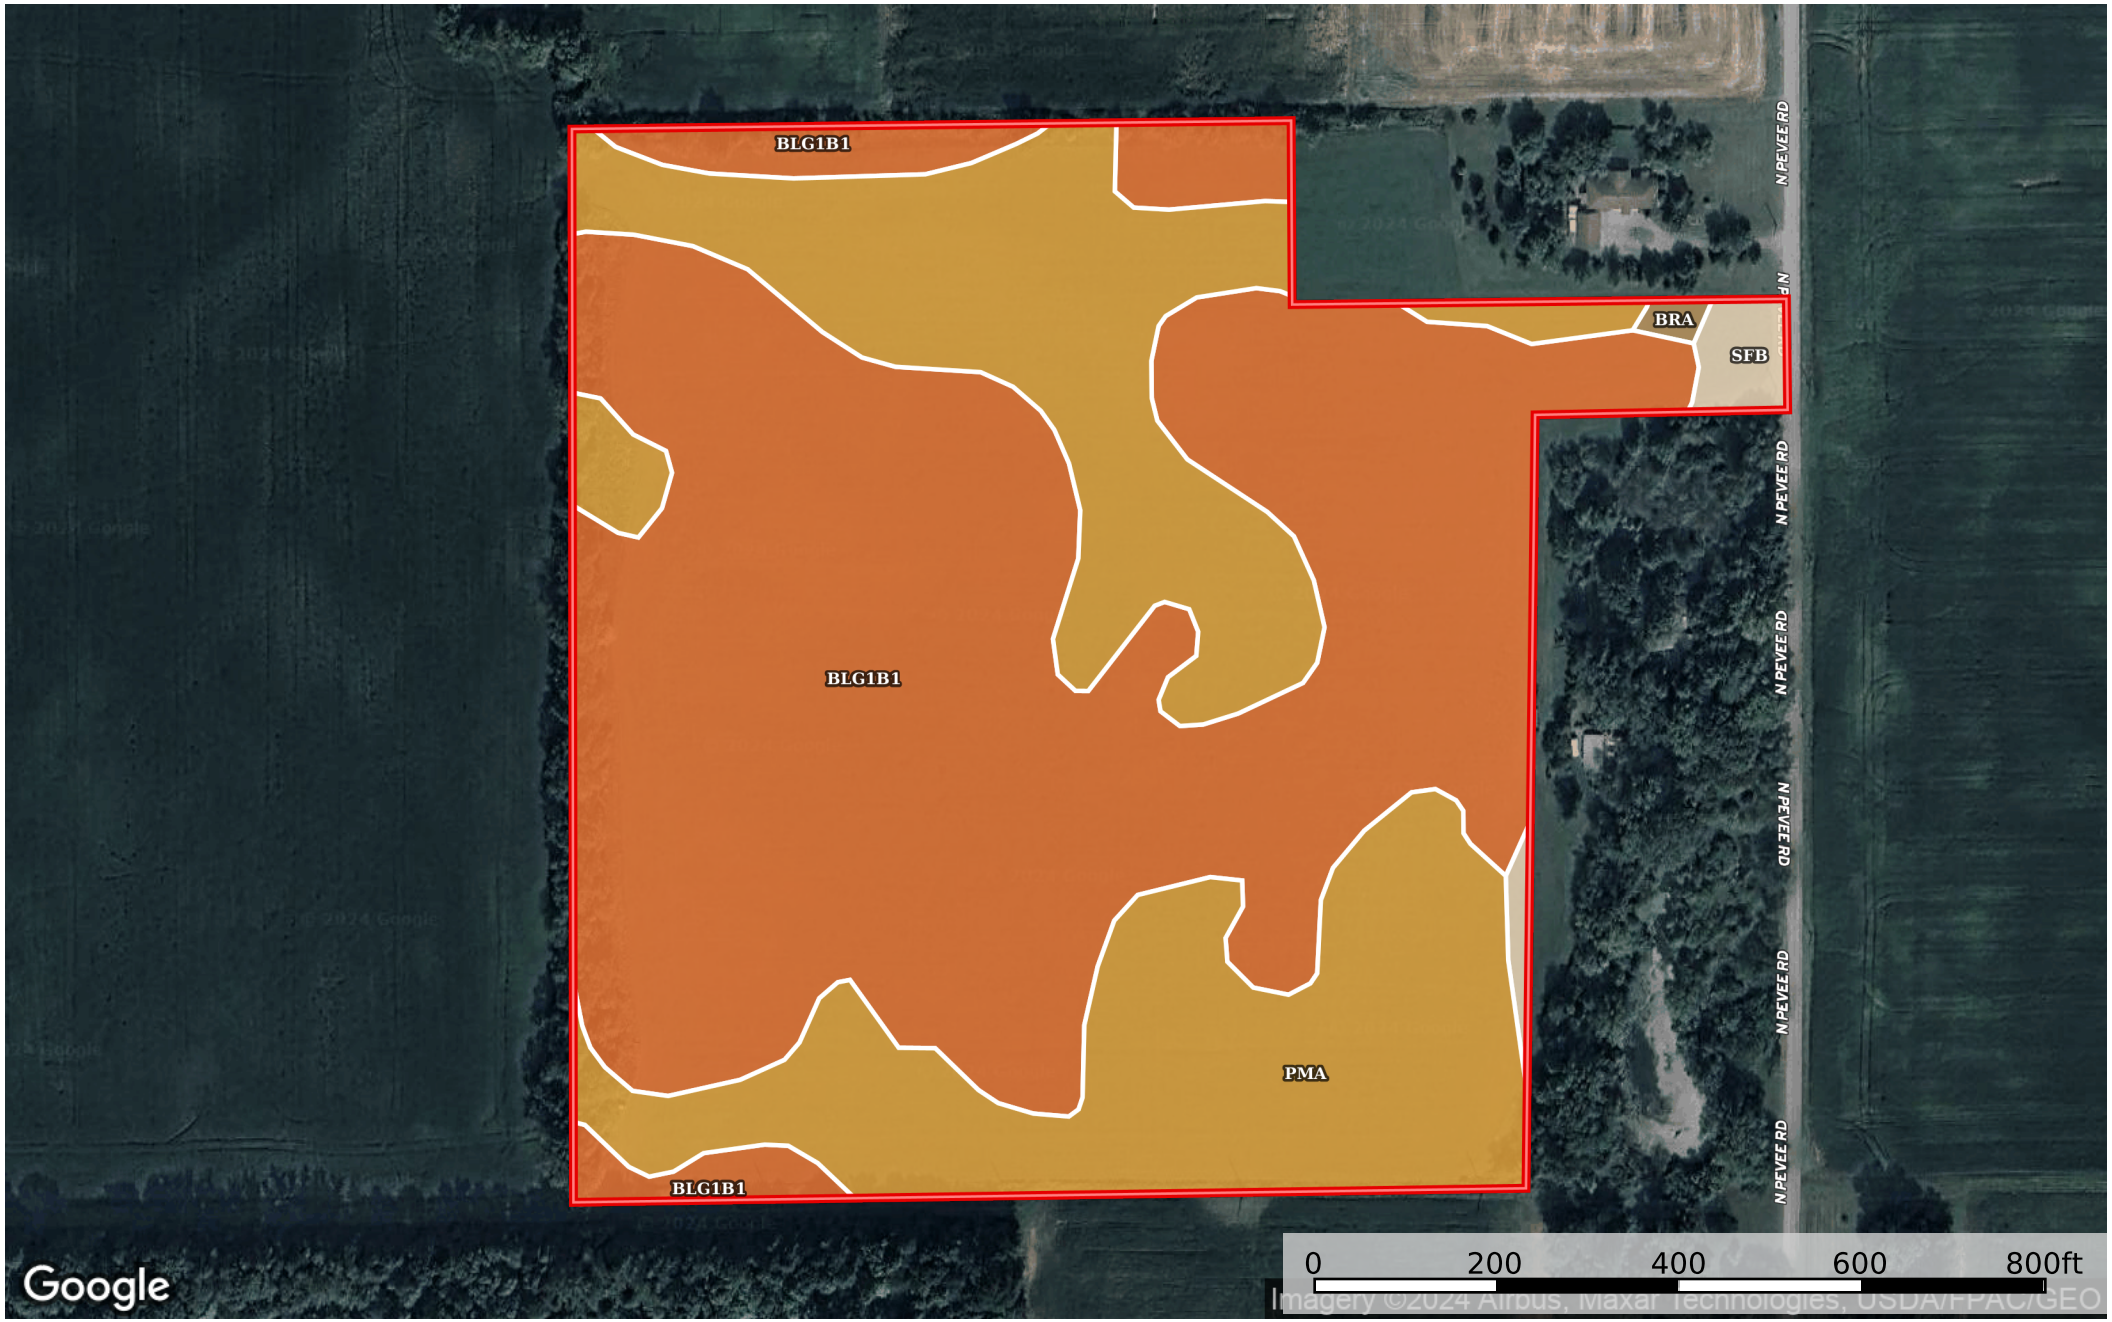 BLG1B1
N PEVEE RD
BRA
SFB
N PEVEE RD
BLG1B1
N PEVEE RD
N PEVEE RD
N PEVEE RD
PMA
BLG1B1
N PEVEE RD
0 200 400 600 800ft
Google
Imagery ©2024 Airbus, Maxar Technologies, USDA/FPAC/GEO